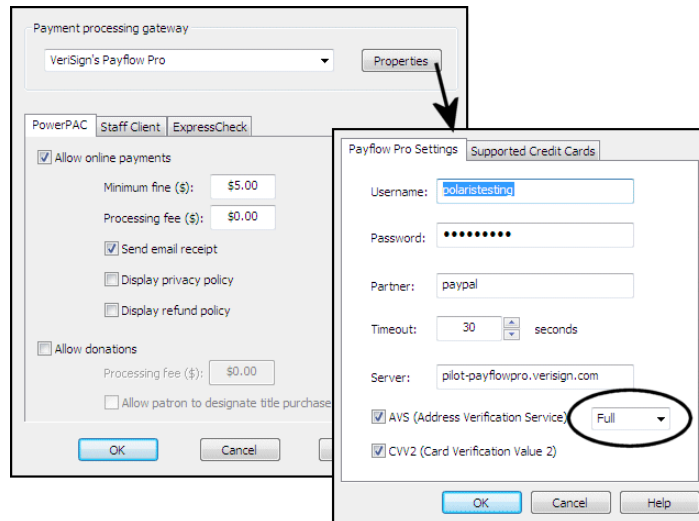 Payment processing gateway
VeriSign's Payflow Pro
Properties
PowerPAC Staff Client ExpressCheck
Allow online payments
Minimum fine ($): $5.00
Processing fee ($): $0.00
Send email receipt
Display privacy policy
Display refund policy
Allow donations
Processing fee ($): $0.00
Allow patron to designate title purchase
OK Cancel
Payflow Pro Settings Supported Credit Cards
Username: polaristesting
Password: •••••••••
Partner: paypal
Timeout: 30 seconds
Server: pilot-payflowpro.verisign.com
AVS (Address Verification Service) Full
CVV2 (Card Verification Value 2)
OK Cancel Help